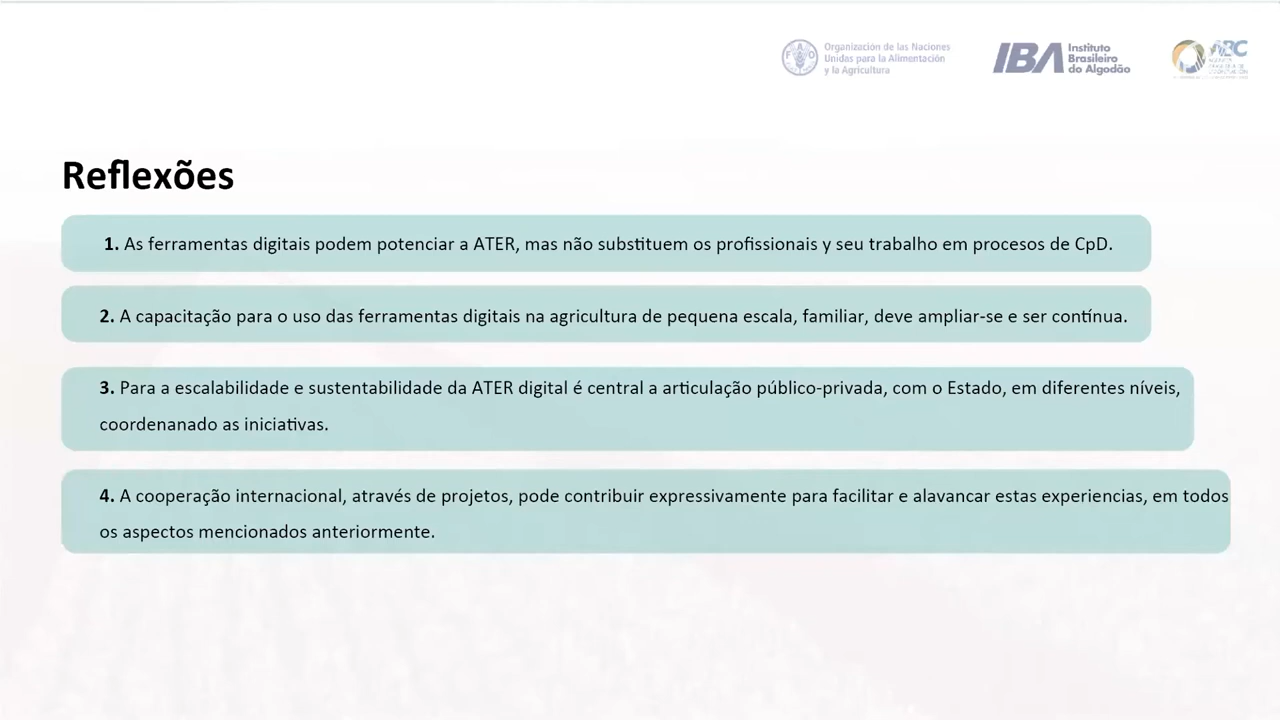 Organización de las Naciones
Unidas para la Alimentación
y la Agricultura
IBA
Instituto
Brasileiro
do Algodão
ABC
Reflexões
1. As ferramentas digitais podem potenciar a ATER, mas não substituem os profissionais y seu trabalho em procesos de CpD.
2. A capacitação para o uso das ferramentas digitais na agricultura de pequena escala, familiar, deve ampliar-se e ser contínua.
3. Para a escalabilidade e sustentabilidade da ATER digital é central a articulação público-privada, com o Estado, em diferentes níveis,
coordenanado as iniciativas.
4. A cooperação internacional, através de projetos, pode contribuir expressivamente para facilitar e alavancar estas experiencias, em todos
os aspectos mencionados anteriormente.